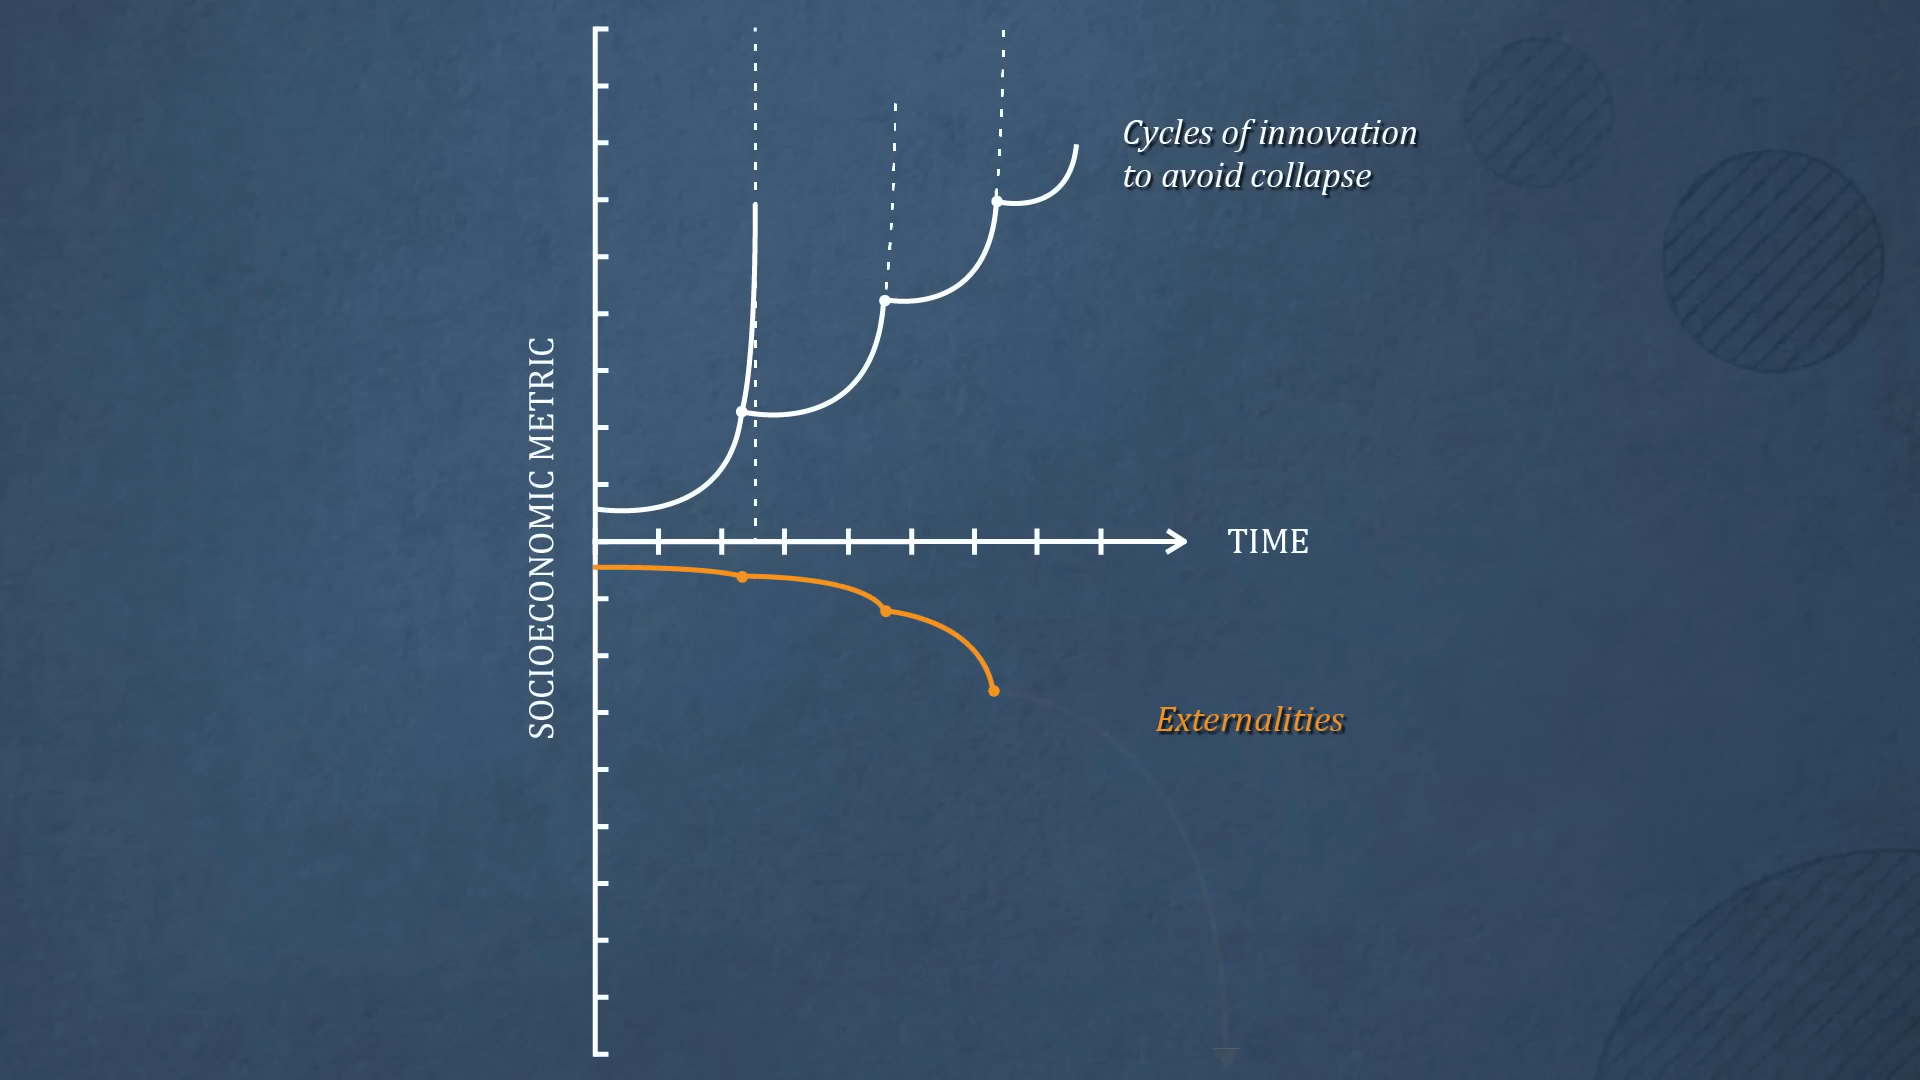 Cycles of innovation
to avoid collapse
SOCIOECONOMIC METRIC
TIME
Externalities